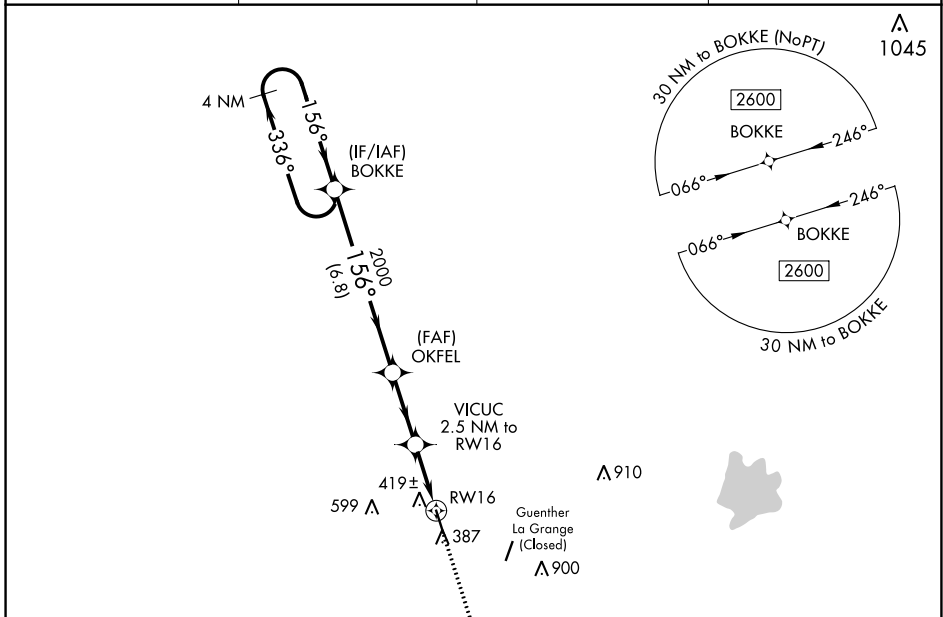 1045
30 NM to BOKKE (NoPT)
2600
BOKKE
246°
066°
4 NM
156°
336°
(IF/IAF)
BOKKE
066°
246°
BOKKE
2600
30 NM to BOKKE
2000
156°
(6.8)
(FAF)
OKFEL
VICUC
2.5 NM to
RW16
419±
599
RW16
387
910
Guenther
La Grange
(Closed)
900